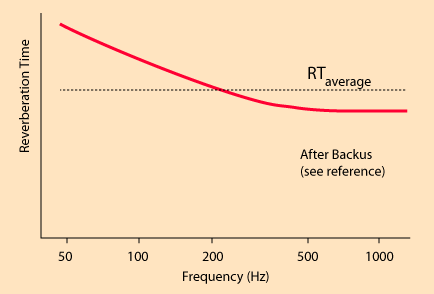 Reverberation Time
RTaverage
After Backus
(see reference)
50 100 200 500 1000
Frequency (Hz)